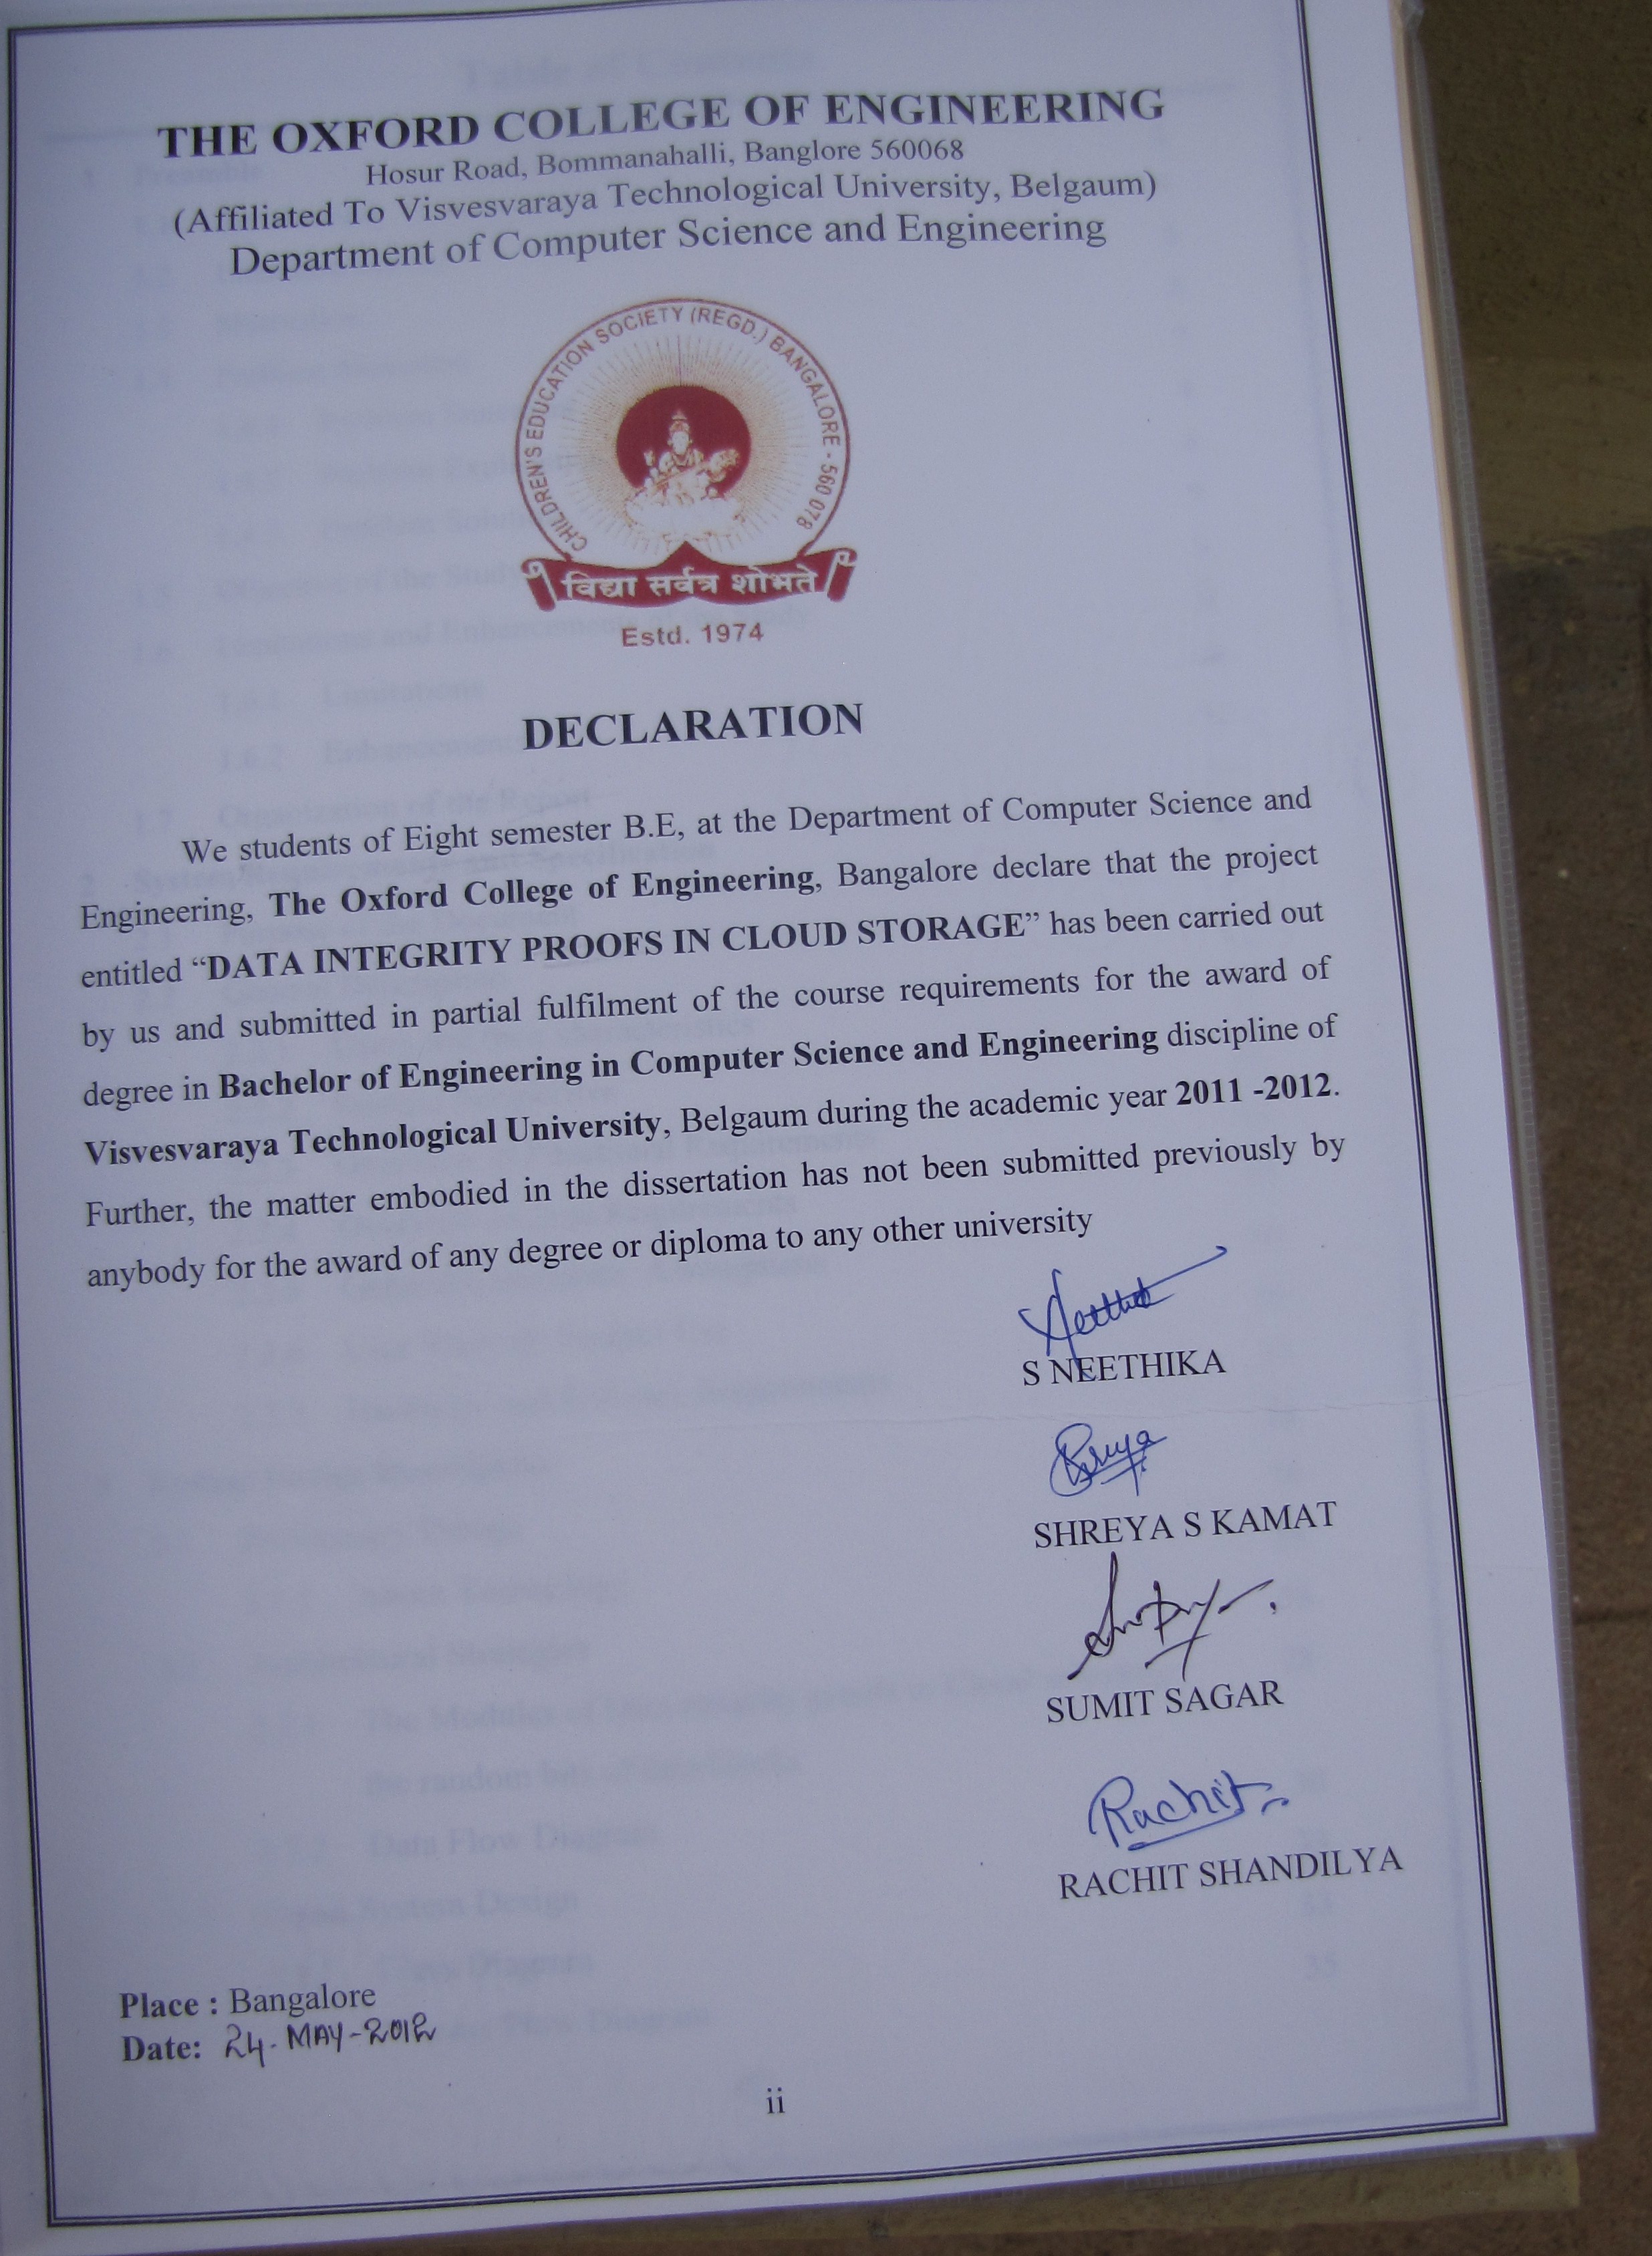 THE OXFORD COLLEGE OF ENGINEERING
Hosur Road, Bommanahalli, Banglore 560068
(Affiliated To Visvesvaraya Technological University, Belgaum)
Department of Computer Science and Engineering
CHILDREN'S EDUCATION SOCIETY (REGD.) BANGALORE - 560 078
विद्या सर्वत्र शोभते
Estd. 1974
DECLARATION
We students of Eight semester B.E, at the Department of Computer Science and
Engineering, The Oxford College of Engineering, Bangalore declare that the project
entitled “DATA INTEGRITY PROOFS IN CLOUD STORAGE” has been carried out
by us and submitted in partial fulfilment of the course requirements for the award of
degree in Bachelor of Engineering in Computer Science and Engineering discipline of
Visvesvaraya Technological University, Belgaum during the academic year 2011 -2012.
Further, the matter embodied in the dissertation has not been submitted previously by
anybody for the award of any degree or diploma to any other university
S NEETHIKA
SHREYA S KAMAT
SUMIT SAGAR
Rachit
RACHIT SHANDILYA
Place : Bangalore
Date: 24-MAY-2012
ii